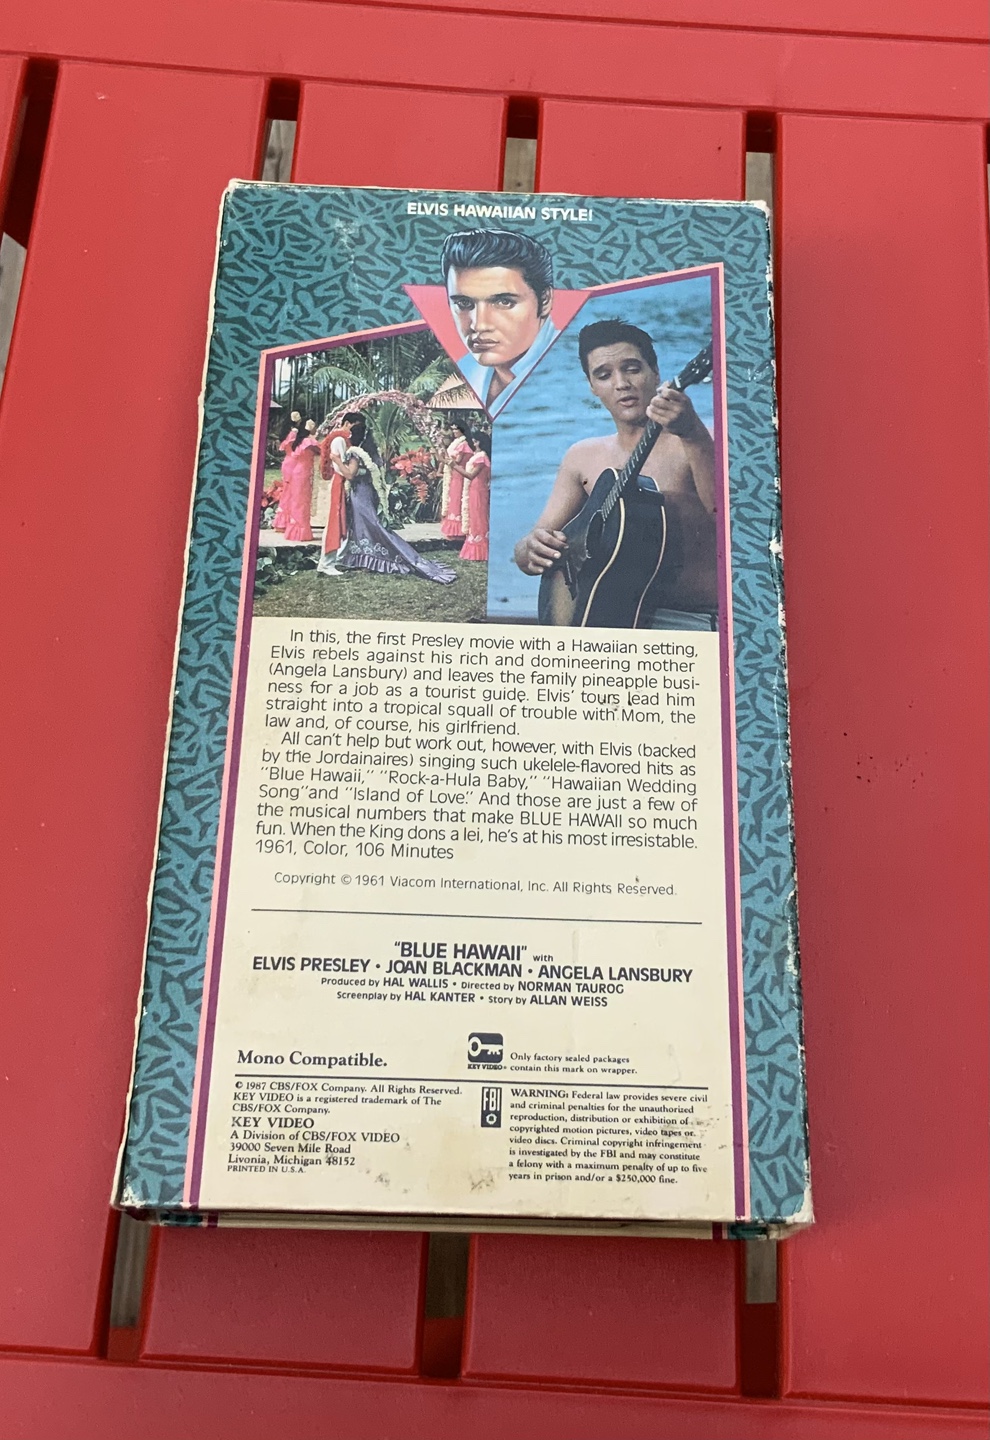 ELVIS HAWAIIAN STYLE!
In this, the first Presley movie with a Hawaiian setting,
Elvis rebels against his rich and domineering mother
(Angela Lansbury) and leaves the family pineapple busi-
ness for a job as a tourist guide. Elvis' tours lead him
straight into a tropical squall of trouble with Mom, the
law and, of course, his girlfriend.
All can't help but work out, however, with Elvis (backed
by the Jordainaires) singing such ukelele-flavored hits as
"Blue Hawaii," "Rock-a-Hula Baby," "Hawaiian Wedding
Song" and "Island of Love." And those are just a few of
the musical numbers that make BLUE HAWAII so much
fun. When the King dons a lei, he's at his most irresistable.
1961, Color, 106 Minutes
Copyright © 1961 Viacom International, Inc. All Rights Reserved.
"BLUE HAWAII" with
ELVIS PRESLEY • JOAN BLACKMAN • ANGELA LANSBURY
Produced by HAL WALLIS • Directed by NORMAN TAUROG
Screenplay by HAL KANTER • Story by ALLAN WEISS
Mono Compatible.
KEY VIDEO®
Only factory sealed packages
contain this mark on wrapper.
© 1987 CBS/FOX Company. All Rights Reserved.
KEY VIDEO is a registered trademark of The
CBS/FOX Company.
KEY VIDEO
A Division of CBS/FOX VIDEO
39000 Seven Mile Road
Livonia, Michigan 48152
PRINTED IN U.S.A.
FBI
WARNING: Federal law provides severe civil
and criminal penalties for the unauthorized
reproduction, distribution or exhibition of
copyrighted motion pictures, video tapes or
video discs. Criminal copyright infringement
is investigated by the FBI and may constitute
a felony with a maximum penalty of up to five
years in prison and/or a $250,000 fine.